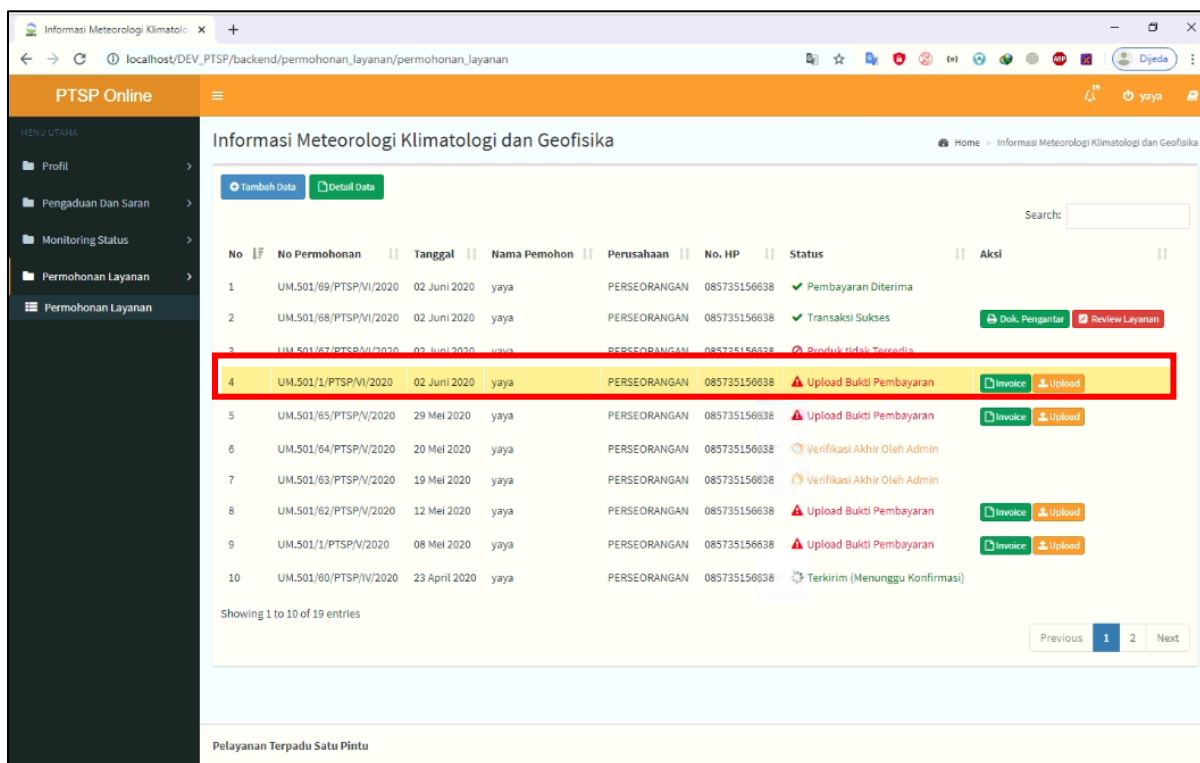 Informasi Meteorologi Klimatolo
localhost/DEV_PTSP/backend/permohonan_layanan/permohonan_layanan
Dijeda
PTSP Online
yaya
MENU UTAMA
Profil
Pengaduan Dan Saran
Monitoring Status
Permohonan Layanan
Permohonan Layanan
Informasi Meteorologi Klimatologi dan Geofisika
Home > Informasi Meteorologi Klimatologi dan Geofisika
Tambah Data Detail Data
Search:
No No Permohonan Tanggal Nama Pemohon Perusahaan No. HP Status Aksi
1 UM.501/69/PTSP/VI/2020 02 Juni 2020 yaya PERSEORANGAN 085735156638 Pembayaran Diterima
2 UM.501/68/PTSP/VI/2020 02 Juni 2020 yaya PERSEORANGAN 085735156638 Transaksi Sukses Dok. Pengantar Review Layanan
3 UM.501/67/PTSP/VI/2020 02 Juni 2020 yaya PERSEORANGAN 085735156638 Produk tidak Tersedia
4 UM.501/1/PTSP/VI/2020 02 Juni 2020 yaya PERSEORANGAN 085735156638 Upload Bukti Pembayaran Invoice Upload
5 UM.501/65/PTSP/V/2020 29 Mei 2020 yaya PERSEORANGAN 085735156638 Upload Bukti Pembayaran Invoice Upload
6 UM.501/64/PTSP/V/2020 20 Mei 2020 yaya PERSEORANGAN 085735156638 Verifikasi Akhir Oleh Admin
7 UM.501/63/PTSP/V/2020 19 Mei 2020 yaya PERSEORANGAN 085735156638 Verifikasi Akhir Oleh Admin
8 UM.501/62/PTSP/V/2020 12 Mei 2020 yaya PERSEORANGAN 085735156638 Upload Bukti Pembayaran Invoice Upload
9 UM.501/1/PTSP/V/2020 08 Mei 2020 yaya PERSEORANGAN 085735156638 Upload Bukti Pembayaran Invoice Upload
10 UM.501/60/PTSP/IV/2020 23 April 2020 yaya PERSEORANGAN 085735156638 Terkirim (Menunggu Konfirmasi)
Showing 1 to 10 of 19 entries
Previous 1 2 Next
Pelayanan Terpadu Satu Pintu